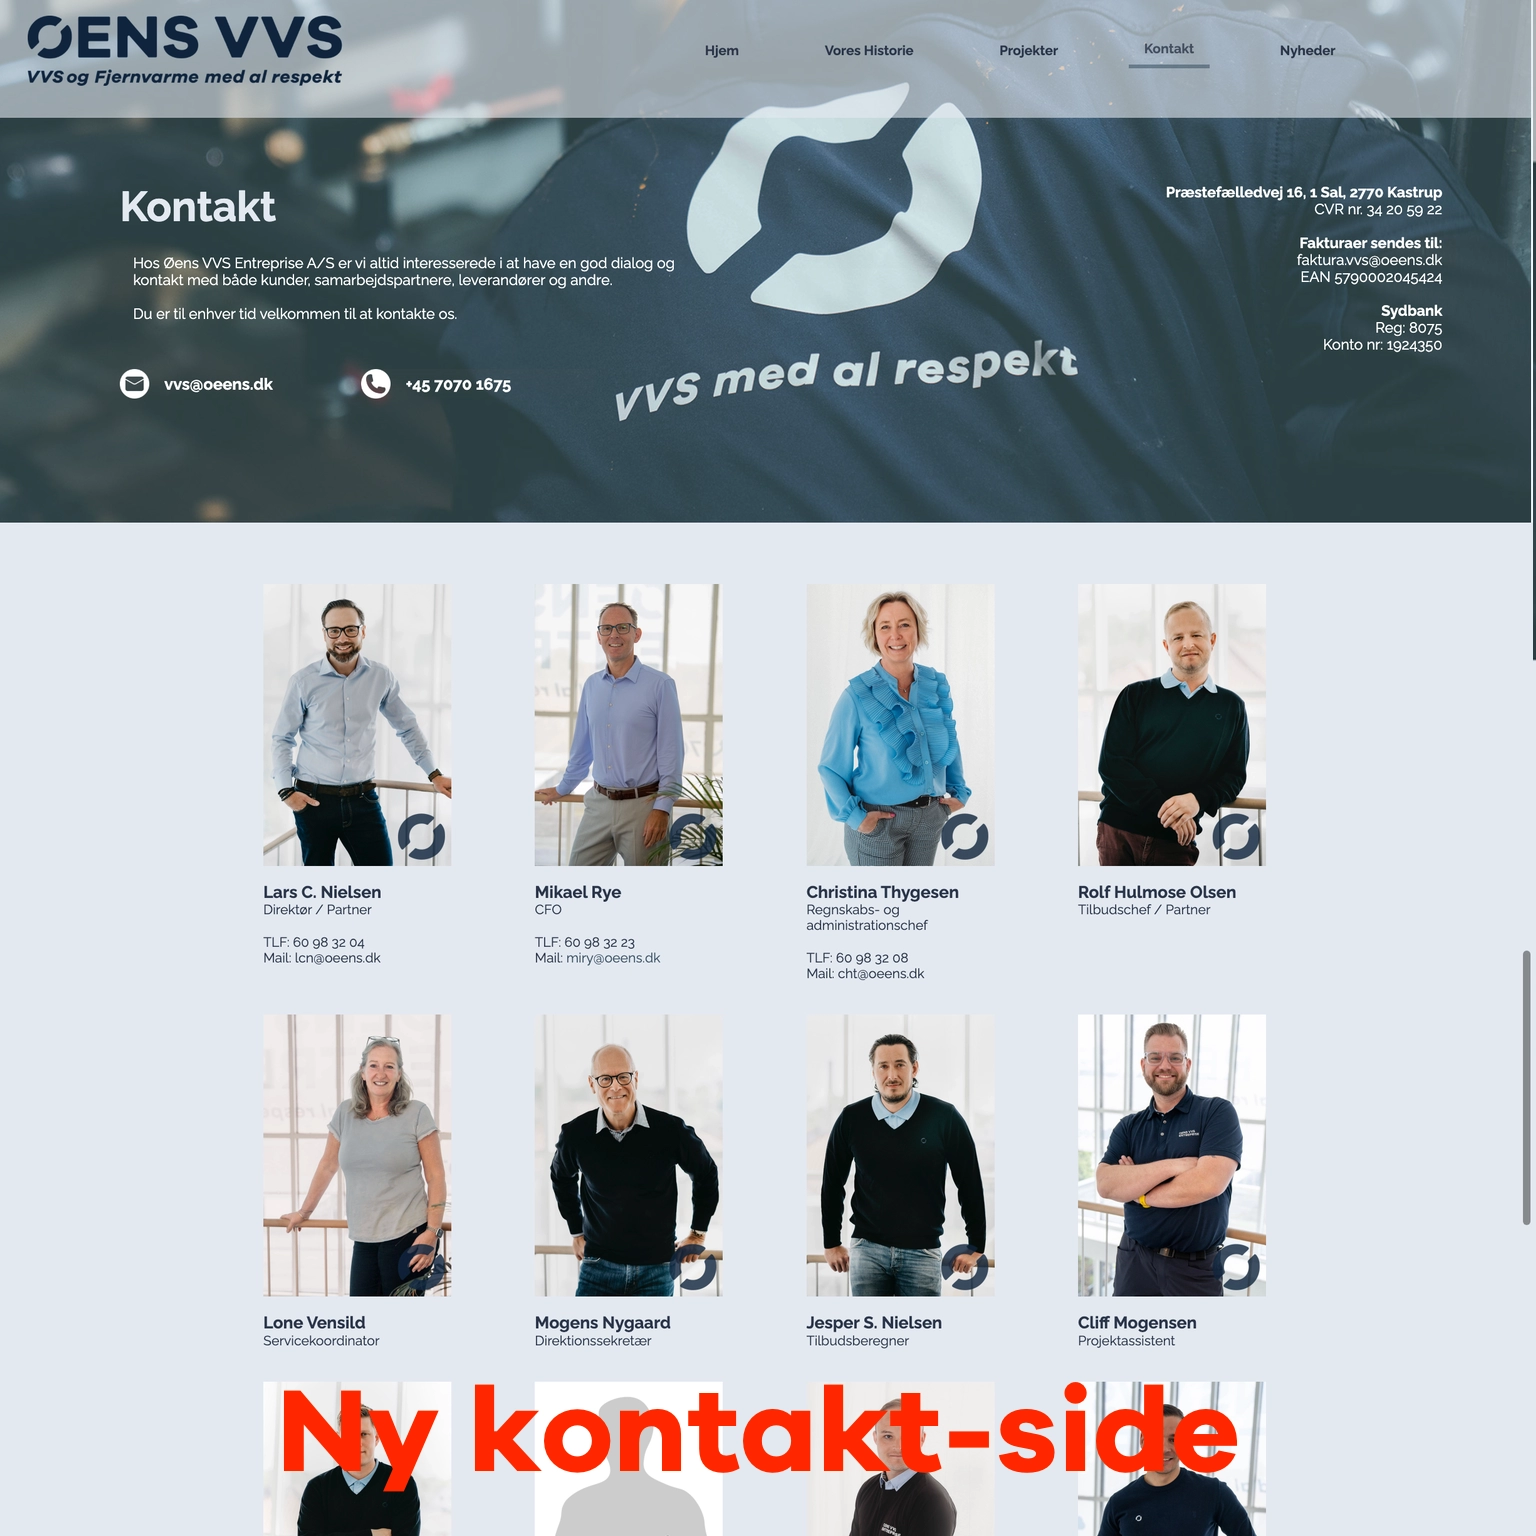 ØENS VVS
VVS og Fjernvarme med al respekt
Hjem
Vores Historie
Projekter
Kontakt
Nyheder
Kontakt
Hos Øens VVS Entreprise A/S er vi altid interesserede i at have en god dialog og
kontakt med både kunder, samarbejdspartnere, leverandører og andre.
Du er til enhver tid velkommen til at kontakte os.
vvs@oeens.dk
+45 7070 1675
VVS med al respekt
Præstefælledvej 16, 1 Sal, 2770 Kastrup
CVR nr. 34 20 59 22
Fakturaer sendes til:
faktura.vvs@oeens.dk
EAN 5790002045424
Sydbank
Reg: 8075
Konto nr: 1924350
Lars C. Nielsen
Direktør / Partner
TLF: 60 98 32 04
Mail: lcn@oeens.dk
Mikael Rye
CFO
TLF: 60 98 32 23
Mail: miry@oeens.dk
Christina Thygesen
Regnskabs- og
administrationschef
TLF: 60 98 32 08
Mail: cht@oeens.dk
Rolf Hulmose Olsen
Tilbudschef / Partner
Lone Vensild
Servicekoordinator
Mogens Nygaard
Direktionssekretær
Jesper S. Nielsen
Tilbudsberegner
Cliff Mogensen
Projektassistent
Ny kontakt-side